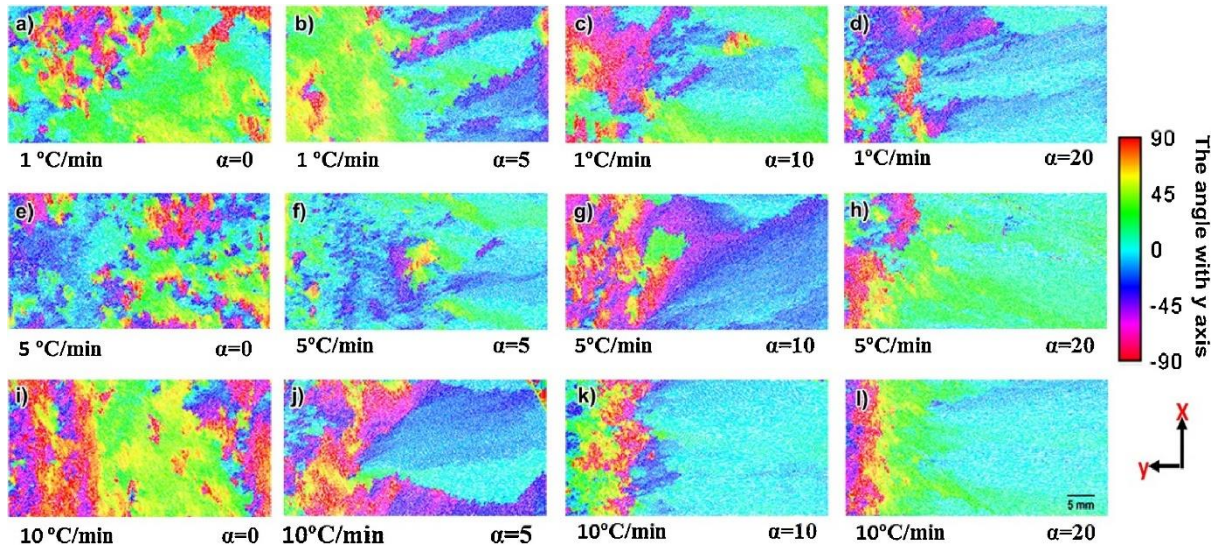 a) b) c) d)
1 °C/min α=0 1 °C/min α=5 1°C/min α=10 1°C/min α=20
e) f) g) h)
5 °C/min α=0 5°C/min α=5 5°C/min α=10 5°C/min α=20
i) j) k) l)
10 °C/min α=0 10°C/min α=5 10°C/min α=10 10°C/min α=20
90
45
0
-45
-90
The angle with y axis
x
y
5 mm